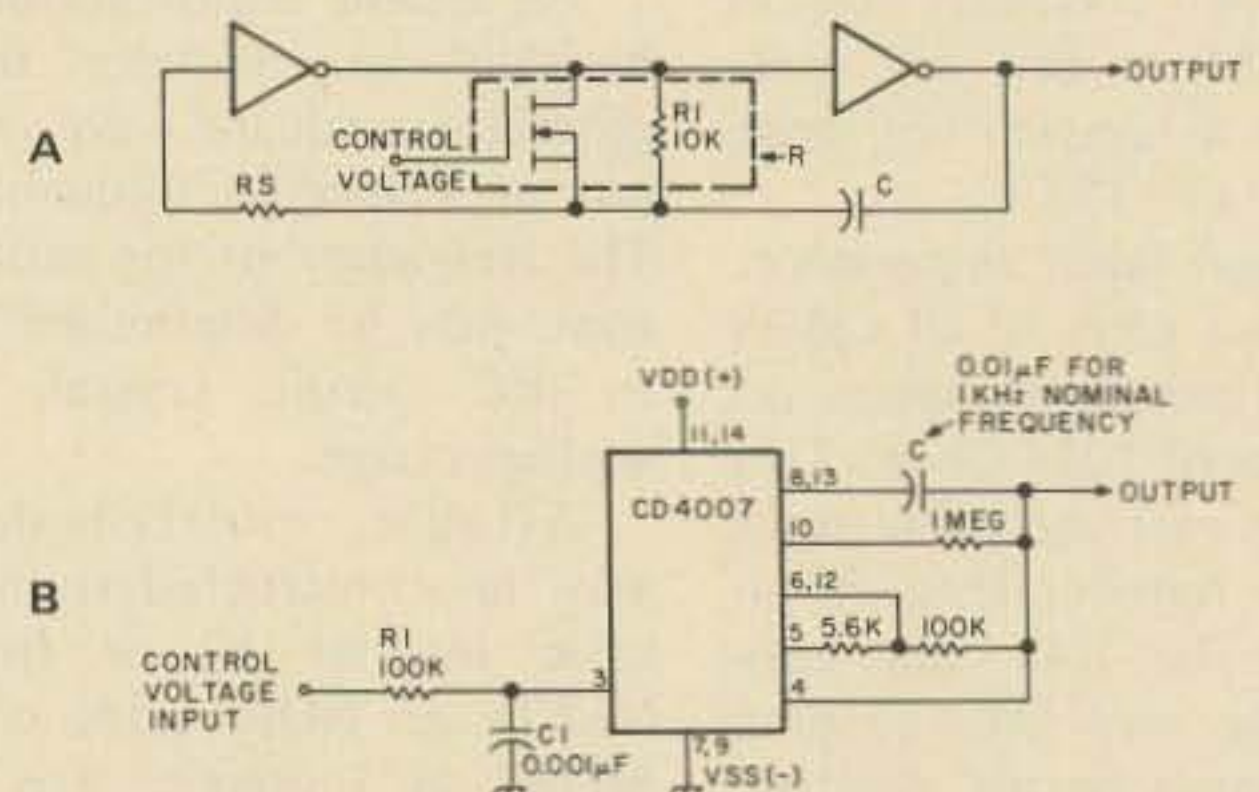 A
CONTROL
VOLTAGE
R1
10K
R
RS
C
OUTPUT
B
VDD(+)
11,14
CD4007
0.01µF FOR
1KHz NOMINAL
FREQUENCY
C
8,13
OUTPUT
1MEG
10
6,12
5
5.6K
100K
4
CONTROL
VOLTAGE
INPUT
R1
100K
3
C1
0.001µF
7,9
VSS(-)